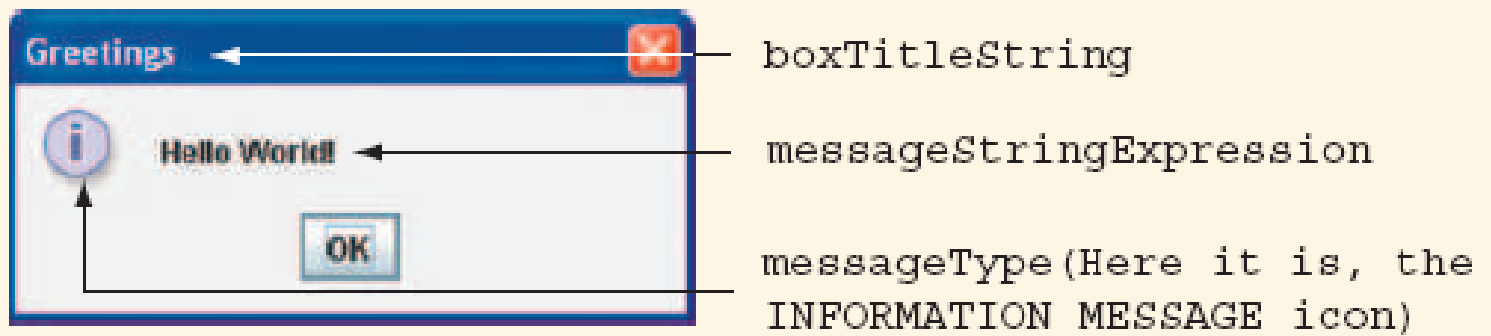 Greetings
boxTitleString
i
Hello World!
messageStringExpression
OK
messageType(Here it is, the
INFORMATION MESSAGE icon)